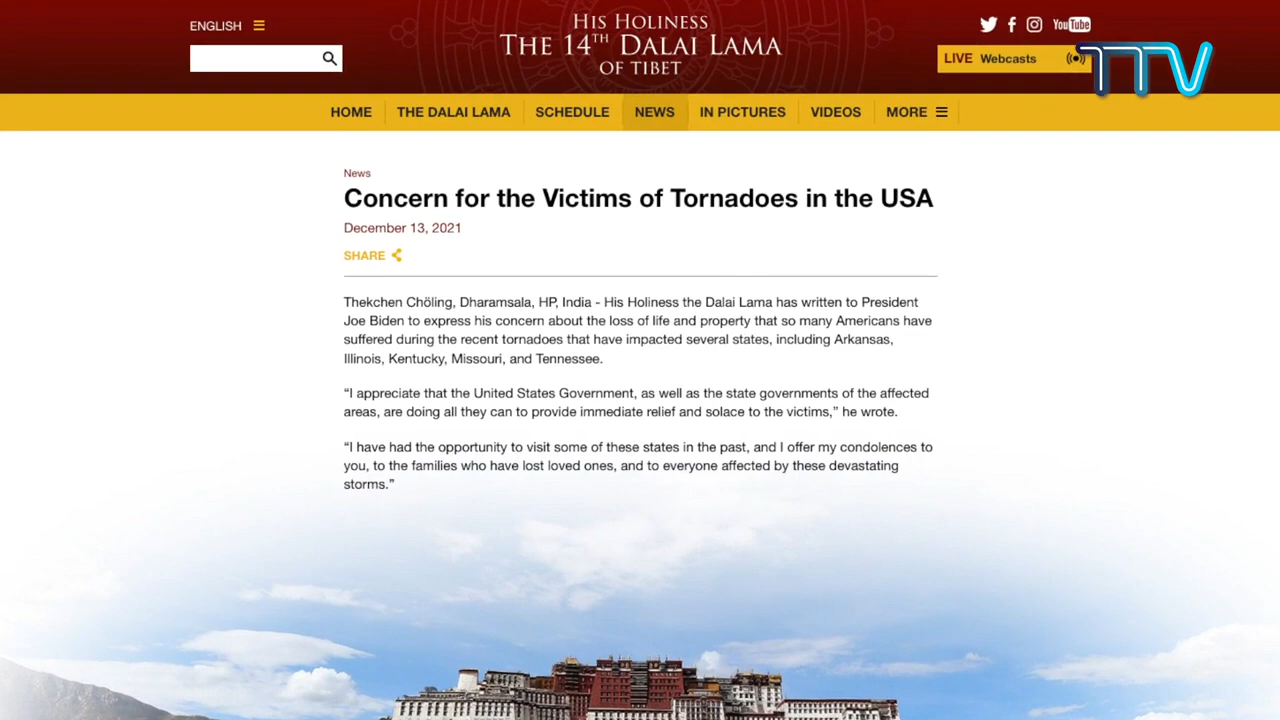 ENGLISH
HIS HOLINESS
THE 14TH DALAI LAMA
OF TIBET
YouTube
LIVE Webcasts
TTV
HOME THE DALAI LAMA SCHEDULE NEWS IN PICTURES VIDEOS MORE
News
Concern for the Victims of Tornadoes in the USA
December 13, 2021
SHARE
Thekchen Chöling, Dharamsala, HP, India - His Holiness the Dalai Lama has written to President
Joe Biden to express his concern about the loss of life and property that so many Americans have
suffered during the recent tornadoes that have impacted several states, including Arkansas,
Illinois, Kentucky, Missouri, and Tennessee.
“I appreciate that the United States Government, as well as the state governments of the affected
areas, are doing all they can to provide immediate relief and solace to the victims,” he wrote.
“I have had the opportunity to visit some of these states in the past, and I offer my condolences to
you, to the families who have lost loved ones, and to everyone affected by these devastating
storms.”